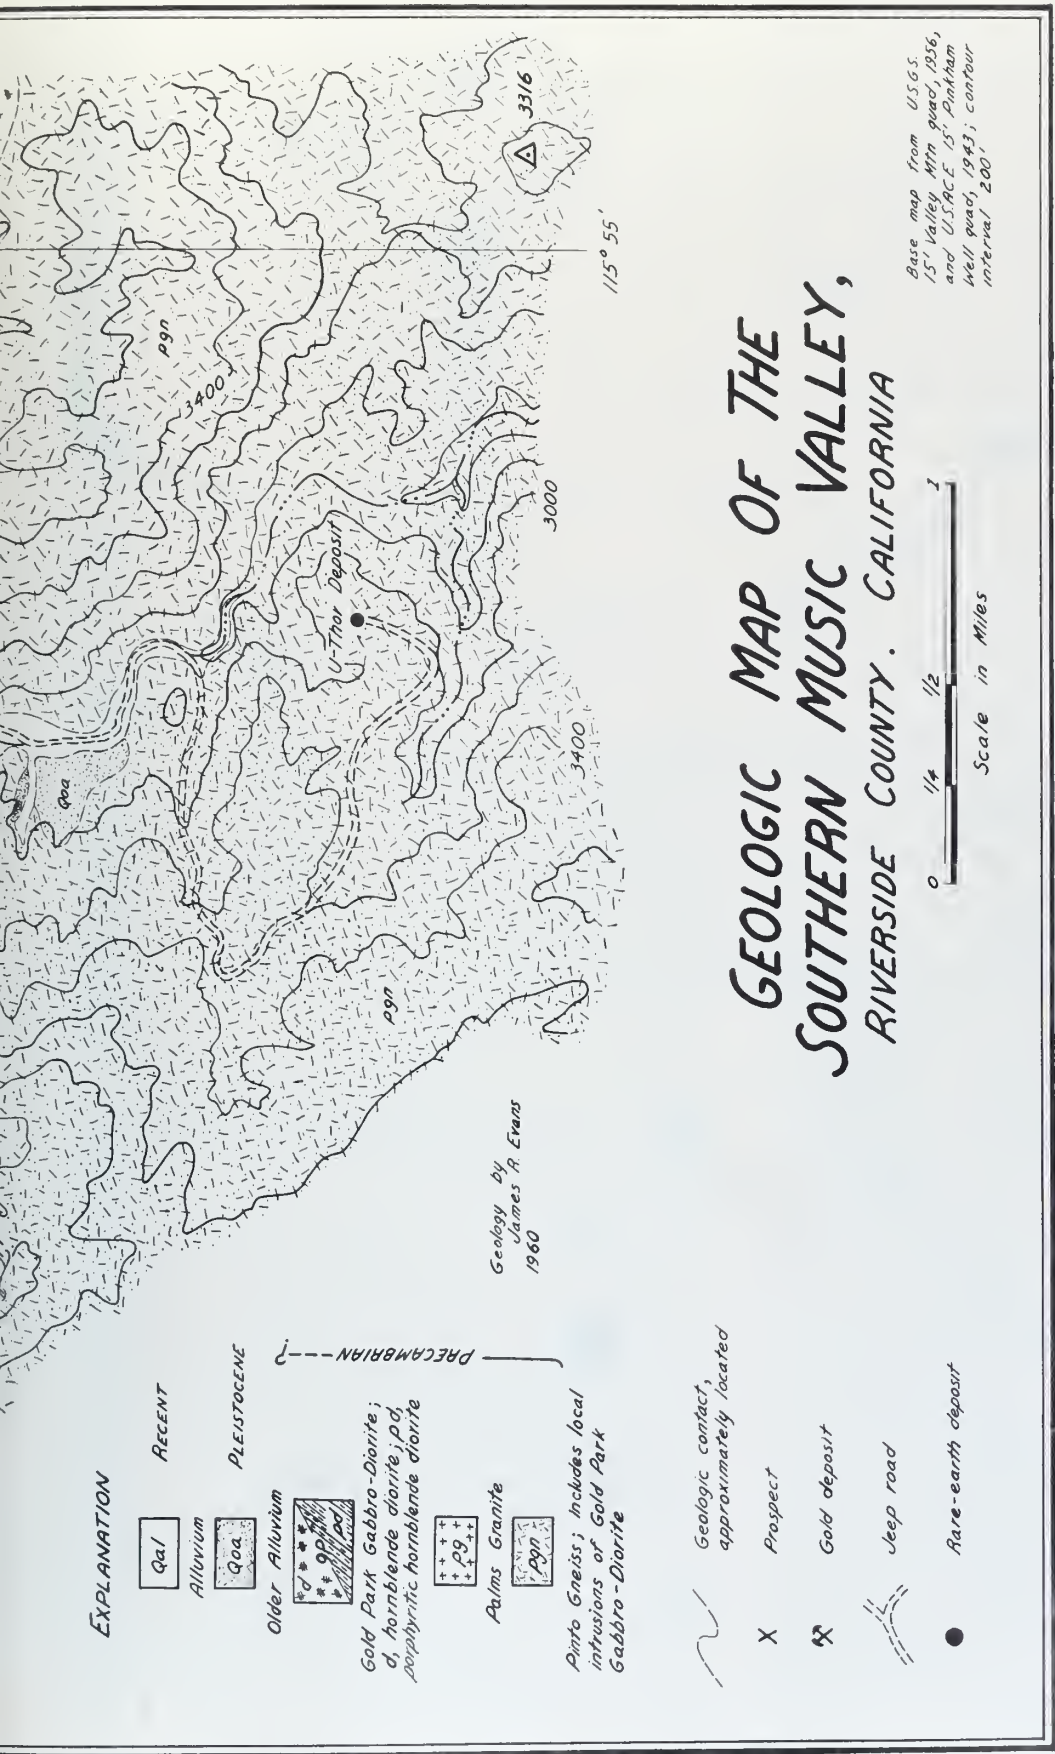 EXPLANATION
Qal
RECENT
Alluvium
Qoa
PLEISTOCENE
Older Alluvium
d
gp
pd
Gold Park Gabbro-Diorite;
d, hornblende diorite; pd,
porphyritic hornblende diorite
pg
Palms Granite
pgn
Pinto Gneiss; includes local
intrusions of Gold Park
Gabbro-Diorite
PRECAMBRIAN----?
Geologic contact,
approximately located
X Prospect
Gold deposit
Jeep road
Rare-earth deposit
Geology by
James R. Evans
1960
Qoa
pgn
pgn
3400
U-Thor Deposit
3400
3000
3316
115° 55'
GEOLOGIC MAP OF THE
SOUTHERN MUSIC VALLEY,
RIVERSIDE COUNTY. CALIFORNIA
0 1/4 1/2 1
Scale in Miles
Base map from USGS.
15' Valley Mtn quad, 1956,
and USACE 15' Pinkham
Well quad, 1943; contour
interval 200'